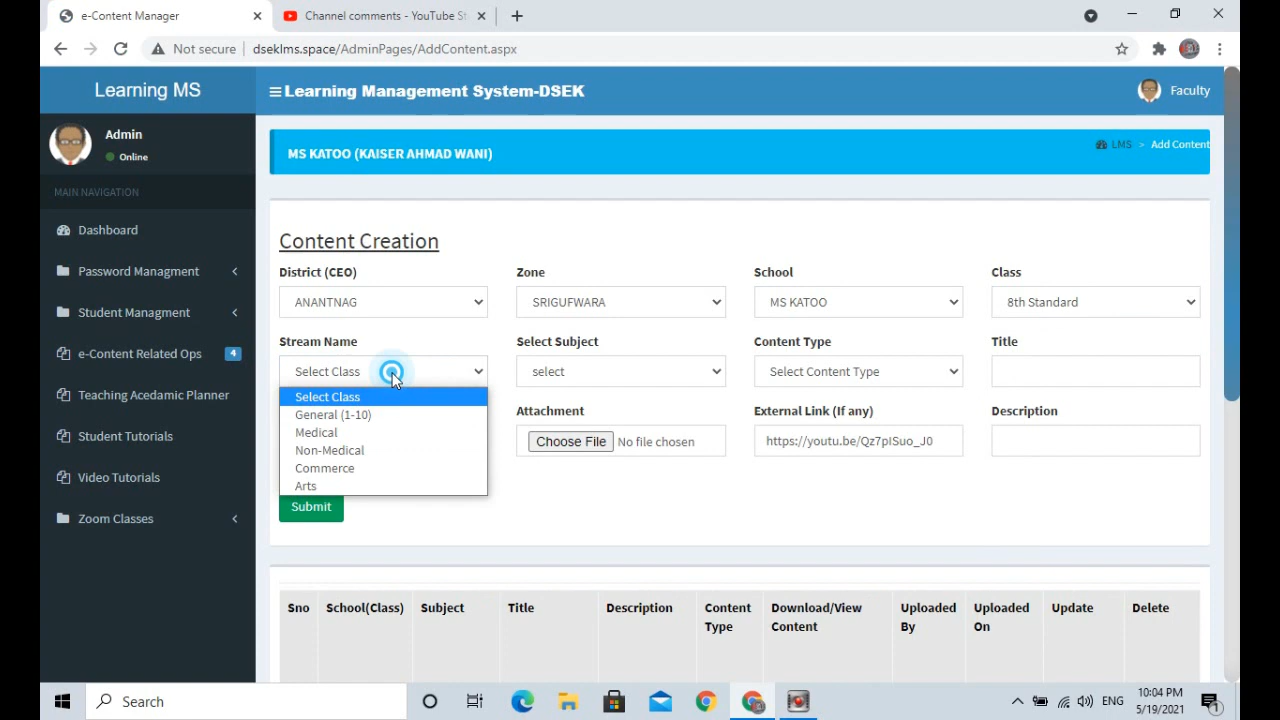 e-Content Manager
Channel comments - YouTube St
Not secure
dseklms.space/AdminPages/AddContent.aspx
Learning MS
Learning Management System-DSEK
Faculty
Admin
Online
MS KATOO (KAISER AHMAD WANI)
LMS > Add Content
MAIN NAVIGATION
Dashboard
Password Managment
Student Managment
e-Content Related Ops 4
Teaching Acedamic Planner
Student Tutorials
Video Tutorials
Zoom Classes
Content Creation
District (CEO) Zone School Class
ANANTNAG SRIGUFWARA MS KATOO 8th Standard
Stream Name Select Subject Content Type Title
Select Class select Select Content Type
Select Class
General (1-10)
Medical
Non-Medical
Commerce
Arts
Attachment External Link (If any) Description
Choose File No file chosen https://youtu.be/Qz7pISuo_J0
Submit
Sno School(Class) Subject Title Description Content Type Download/View Content Uploaded By Uploaded On Update Delete
Search
ENG
10:04 PM
5/19/2021
1